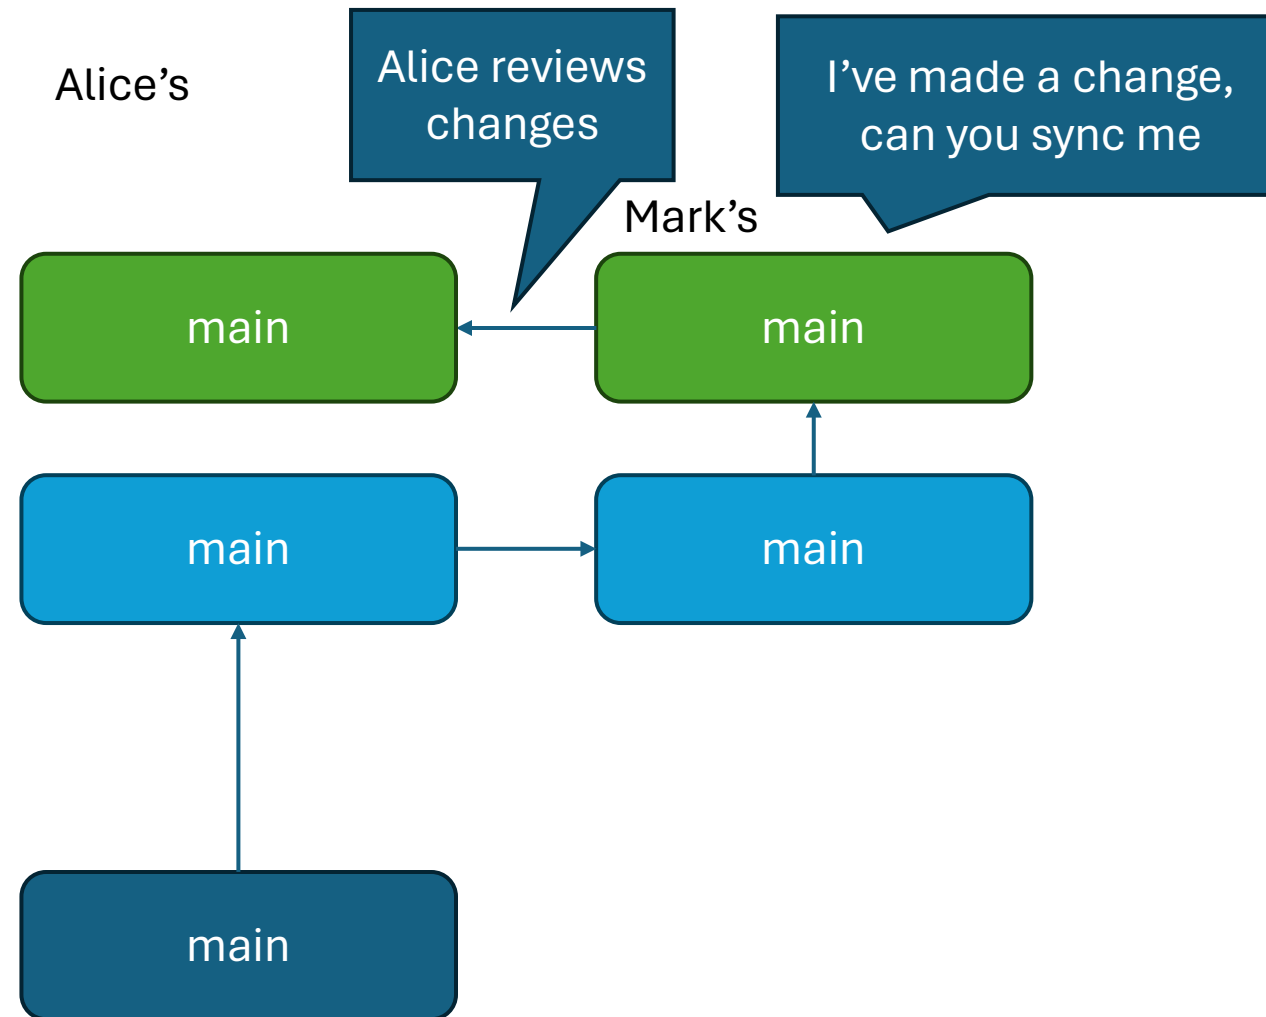 Alice's
Alice reviews
changes
I've made a change,
can you sync me
Mark's
main
main
main
main
main